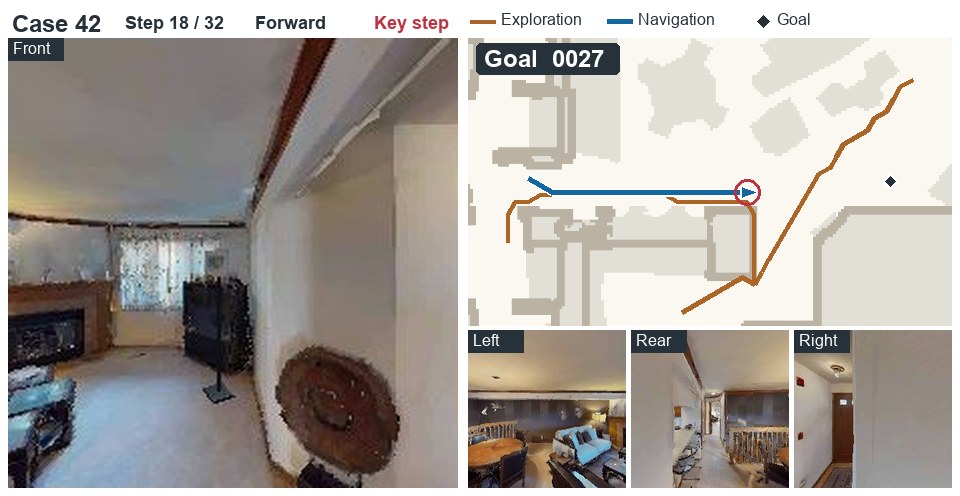 Case 42 Step 18 / 32 Forward Key step
Exploration Navigation Goal
Front
Goal 0027
Left
Rear
Right